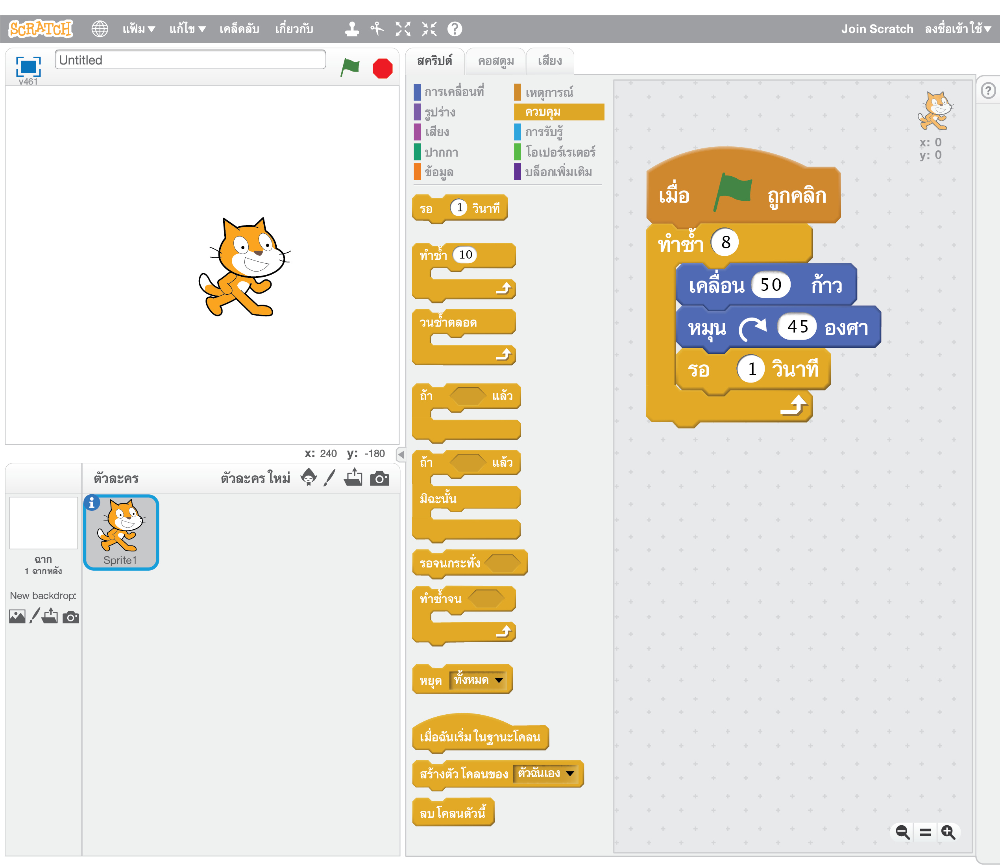 SCRATCH
แฟ้ม
แก้ไข
เคล็ดลับ
เกี่ยวกับ
?
Join Scratch
ลงชื่อเข้าใช้
Untitled
v461
x: 240 y: -180
ตัวละคร
ตัวละครใหม่
i
Sprite1
ฉาก
1 ฉากหลัง
New backdrop:
สคริปต์
คอสตูม
เสียง
การเคลื่อนที่
เหตุการณ์
รูปร่าง
ควบคุม
เสียง
การรับรู้
ปากกา
โอเปอร์เรเตอร์
ข้อมูล
บล็อกเพิ่มเติม
รอ 1 วินาที
ทำซ้ำ 10
วนซ้ำตลอด
ถ้า แล้ว
ถ้า แล้ว
มิฉะนั้น
รอจนกระทั่ง
ทำซ้ำจน
หยุด ทั้งหมด
เมื่อฉันเริ่มในฐานะโคลน
สร้างตัวโคลนของ ตัวฉันเอง
ลบโคลนตัวนี้
x: 0
y: 0
เมื่อ ถูกคลิก
ทำซ้ำ 8
เคลื่อน 50 ก้าว
หมุน 45 องศา
รอ 1 วินาที
=
?